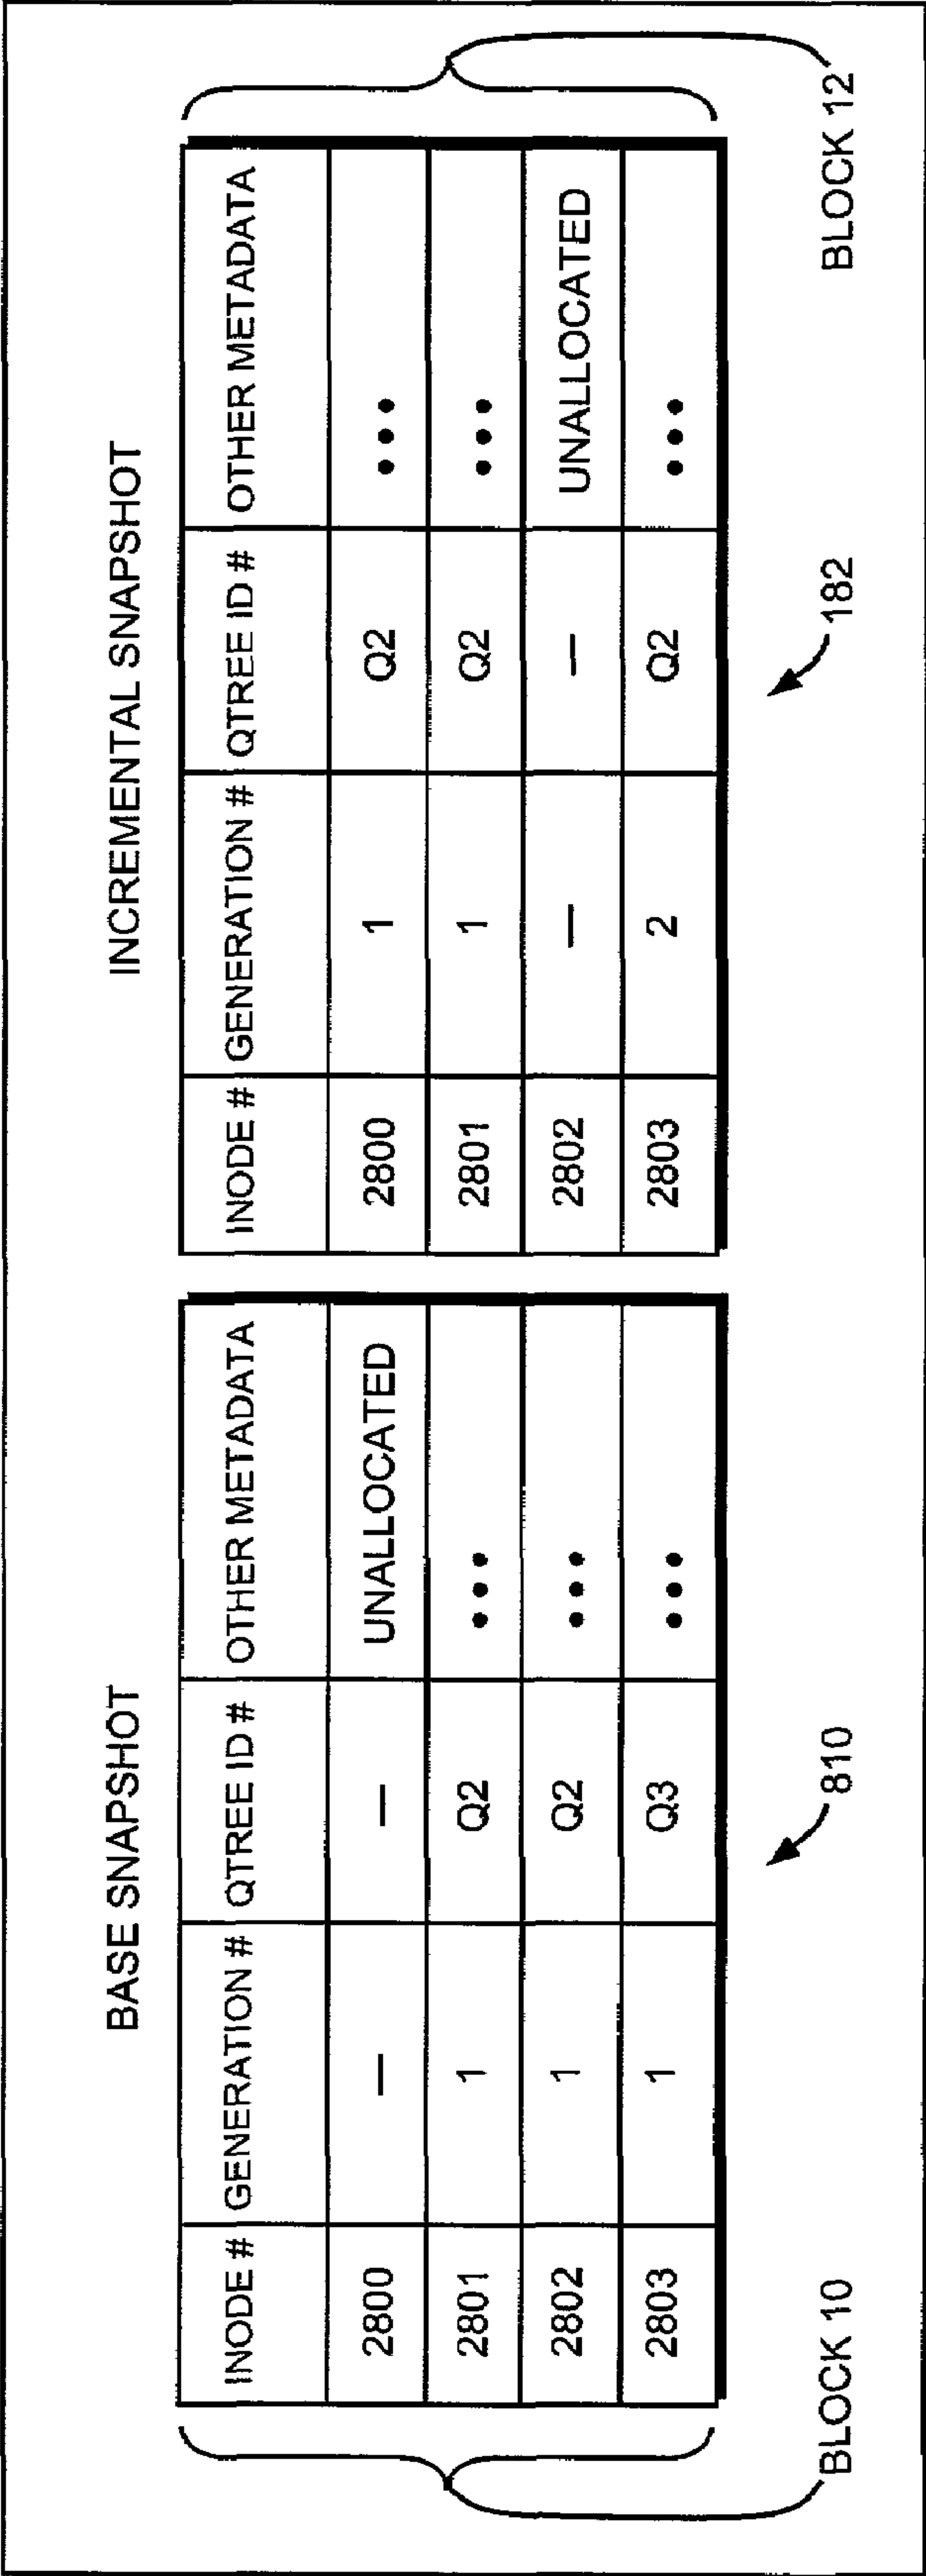 BASE SNAPSHOT
INODE # GENERATION # QTREE ID # OTHER METADATA
2800 — — UNALLOCATED
2801 1 Q2 •••
2802 1 Q2 •••
2803 1 Q3 •••
BLOCK 10
810
INCREMENTAL SNAPSHOT
INODE # GENERATION # QTREE ID # OTHER METADATA
2800 1 Q2 •••
2801 1 Q2 •••
2802 — — UNALLOCATED
2803 2 Q2 •••
182
BLOCK 12